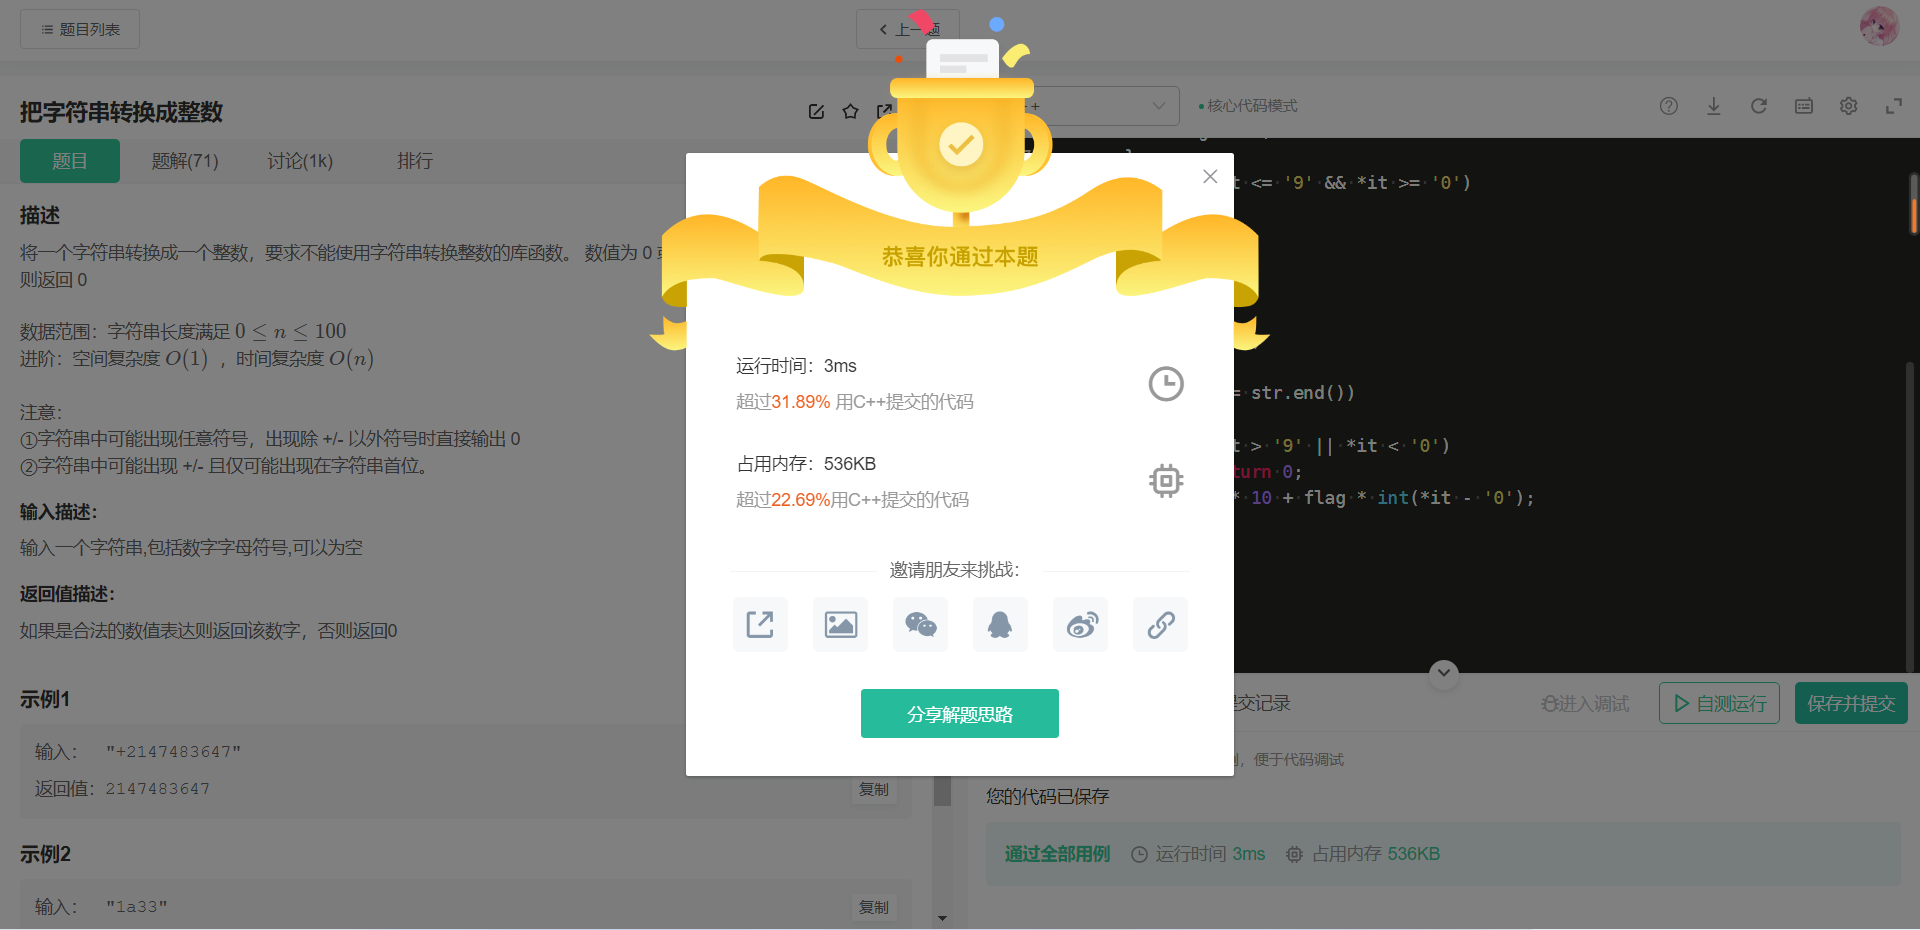 题目列表
上一题
把字符串转换成整数
核心代码模式
题目
题解(71)
讨论(1k)
排行
描述
将一个字符串转换成一个整数，要求不能使用字符串转换整数的库函数。 数值为 0
则返回 0
数据范围：字符串长度满足 0 ≤ n ≤ 100
进阶：空间复杂度 O(1) ，时间复杂度 O(n)
注意：
①字符串中可能出现任意符号，出现除 +/- 以外符号时直接输出 0
②字符串中可能出现 +/- 且仅可能出现在字符串首位。
输入描述：
输入一个字符串,包括数字字母符号,可以为空
返回值描述：
如果是合法的数值表达则返回该数字，否则返回0
示例1
输入： "+2147483647"
返回值：2147483647
复制
示例2
输入： "1a33"
复制
恭喜你通过本题
运行时间：3ms
超过31.89% 用C++提交的代码
占用内存：536KB
超过22.69%用C++提交的代码
邀请朋友来挑战：
分享解题思路
t <= '9' && *it >= '0')
= str.end())
t > '9' || *it < '0')
turn 0;
* 10 + flag * int(*it - '0');
交记录
进入调试
自测运行
保存并提交
，便于代码调试
您的代码已保存
通过全部用例
运行时间 3ms
占用内存 536KB